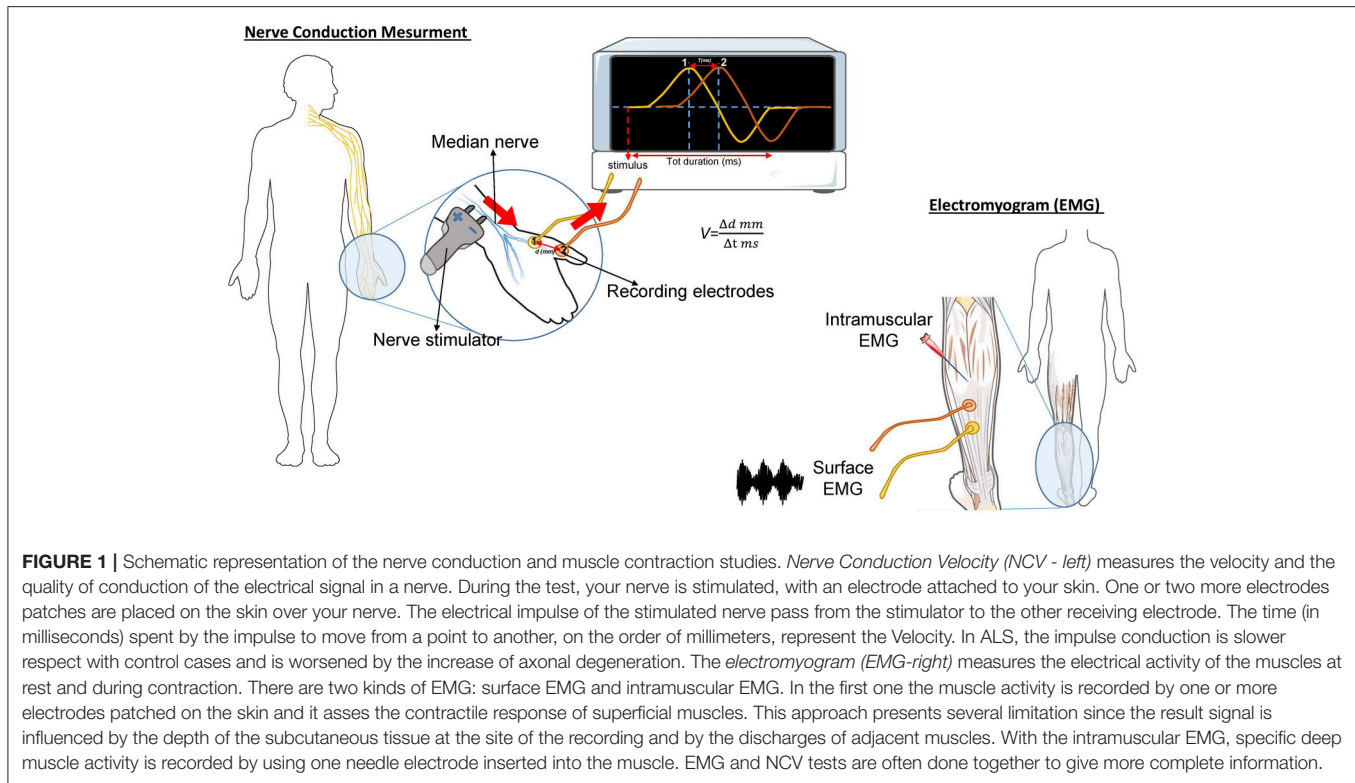 Nerve Conduction Mesurment
1
T(ms)
2
Median nerve
stimulus
Tot duration (ms)
+
-
1
d (mm)
2
V=Δd mm/Δt ms
Recording electrodes
Nerve stimulator
Electromyogram (EMG)
Intramuscular
EMG
Surface
EMG
FIGURE 1 | Schematic representation of the nerve conduction and muscle contraction studies. Nerve Conduction Velocity (NCV - left) measures the velocity and the
quality of conduction of the electrical signal in a nerve. During the test, your nerve is stimulated, with an electrode attached to your skin. One or two more electrodes
patches are placed on the skin over your nerve. The electrical impulse of the stimulated nerve pass from the stimulator to the other receiving electrode. The time (in
milliseconds) spent by the impulse to move from a point to another, on the order of millimeters, represent the Velocity. In ALS, the impulse conduction is slower
respect with control cases and is worsened by the increase of axonal degeneration. The electromyogram (EMG-right) measures the electrical activity of the muscles at
rest and during contraction. There are two kinds of EMG: surface EMG and intramuscular EMG. In the first one the muscle activity is recorded by one or more
electrodes patched on the skin and it asses the contractile response of superficial muscles. This approach presents several limitation since the result signal is
influenced by the depth of the subcutaneous tissue at the site of the recording and by the discharges of adjacent muscles. With the intramuscular EMG, specific deep
muscle activity is recorded by using one needle electrode inserted into the muscle. EMG and NCV tests are often done together to give more complete information.